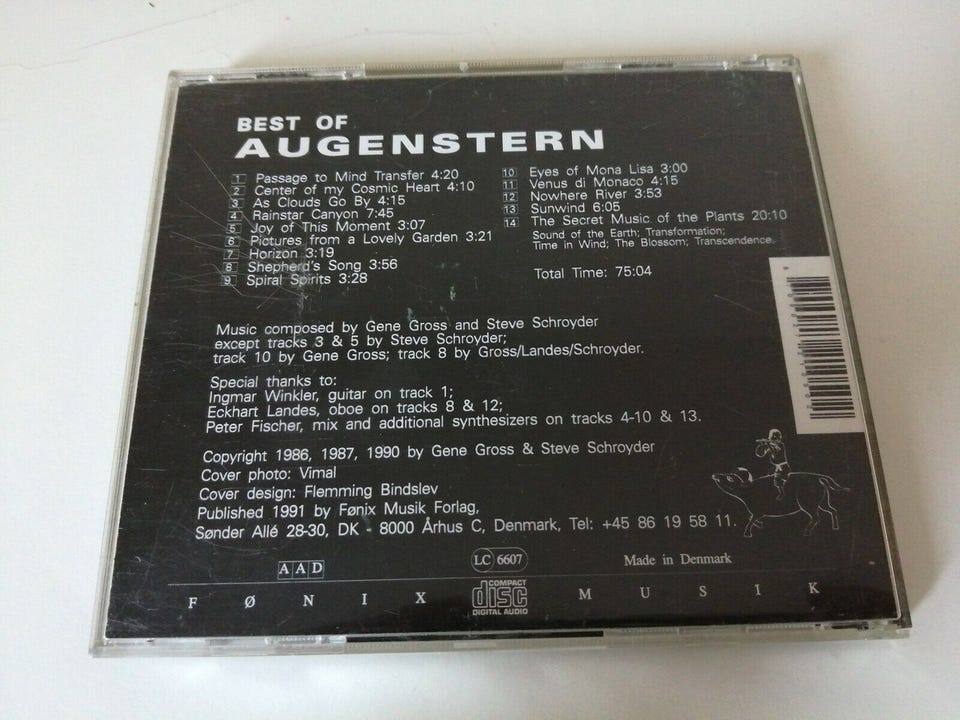 BEST OF
AUGENSTERN
1 Passage to Mind Transfer 4:20
2 Center of my Cosmic Heart 4:10
3 As Clouds Go By 4:15
4 Rainstar Canyon 7:45
5 Joy of This Moment 3:07
6 Pictures from a Lovely Garden 3:21
7 Horizon 3:19
8 Shepherd's Song 3:56
9 Spiral Spirits 3:28
10 Eyes of Mona Lisa 3:00
11 Venus di Monaco 4:15
12 Nowhere River 3:53
13 Sunwind 6:05
14 The Secret Music of the Plants 20:10
Sound of the Earth; Transformation;
Time in Wind; The Blossom; Transcendence.
Total Time: 75:04
Music composed by Gene Gross and Steve Schroyder
except tracks 3 & 5 by Steve Schroyder;
track 10 by Gene Gross; track 8 by Gross/Landes/Schroyder.
Special thanks to:
Ingmar Winkler, guitar on track 1;
Eckhart Landes, oboe on tracks 8 & 12;
Peter Fischer, mix and additional synthesizers on tracks 4-10 & 13.
Copyright 1986, 1987, 1990 by Gene Gross & Steve Schroyder
Cover photo: Vimal
Cover design: Flemming Bindslev
Published 1991 by Fønix Musik Forlag,
Sønder Allé 28-30, DK - 8000 Århus C, Denmark, Tel: +45 86 19 58 11.
AAD
LC 6607
Made in Denmark
FØNIX
COMPACT
disc
DIGITAL AUDIO
MUSIK